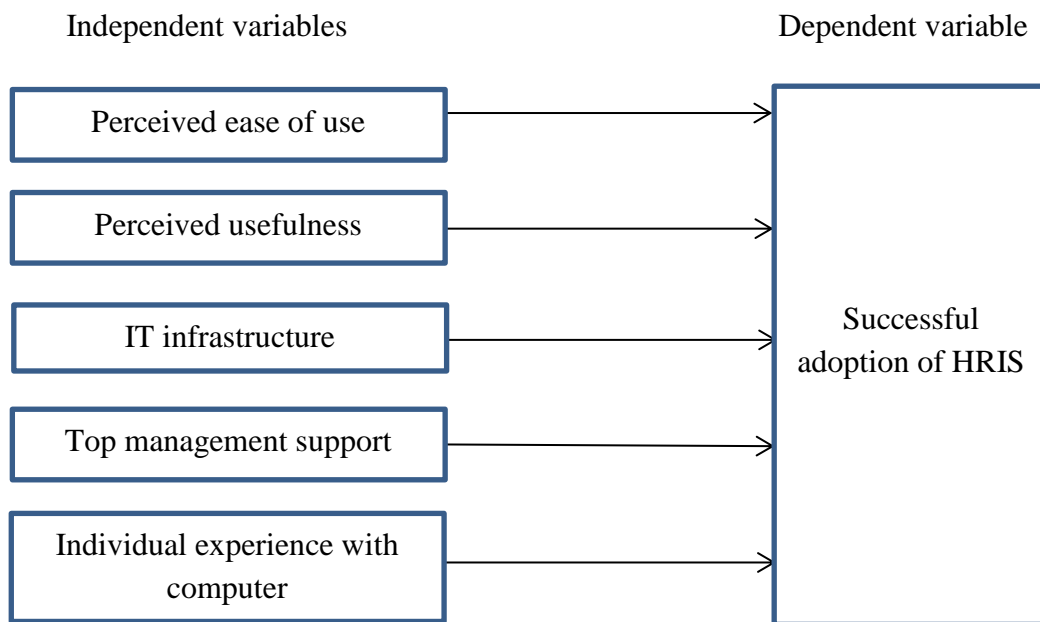 Independent variables
Dependent variable
Perceived ease of use
Perceived usefulness
IT infrastructure
Top management support
Individual experience with
computer
Successful
adoption of HRIS